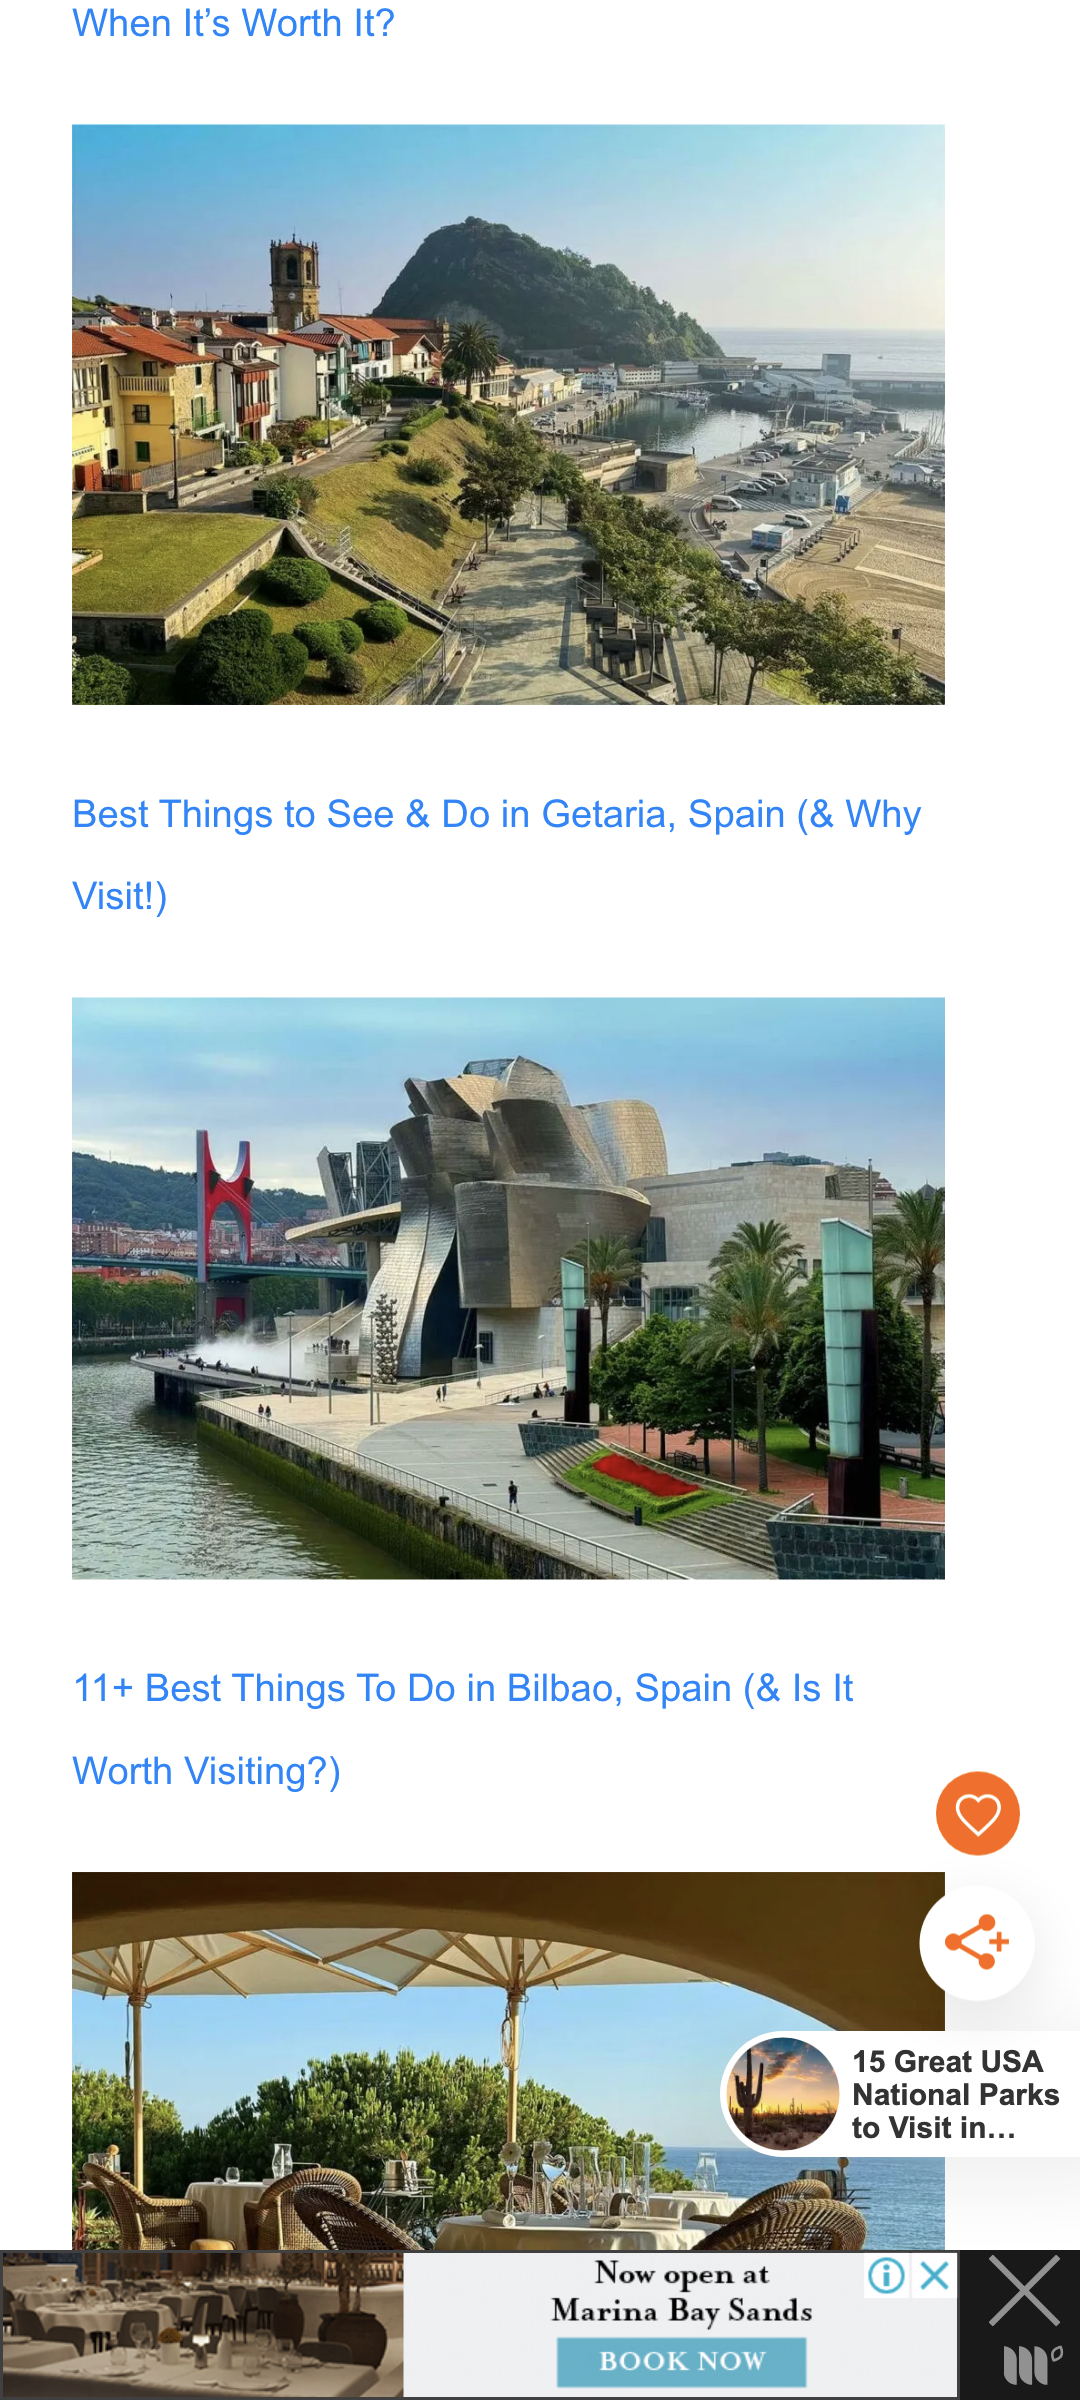 When It’s Worth It?
Best Things to See & Do in Getaria, Spain (& Why
Visit!)
11+ Best Things To Do in Bilbao, Spain (& Is It
Worth Visiting?)
15 Great USA
National Parks
to Visit in...
Now open at
Marina Bay Sands
BOOK NOW